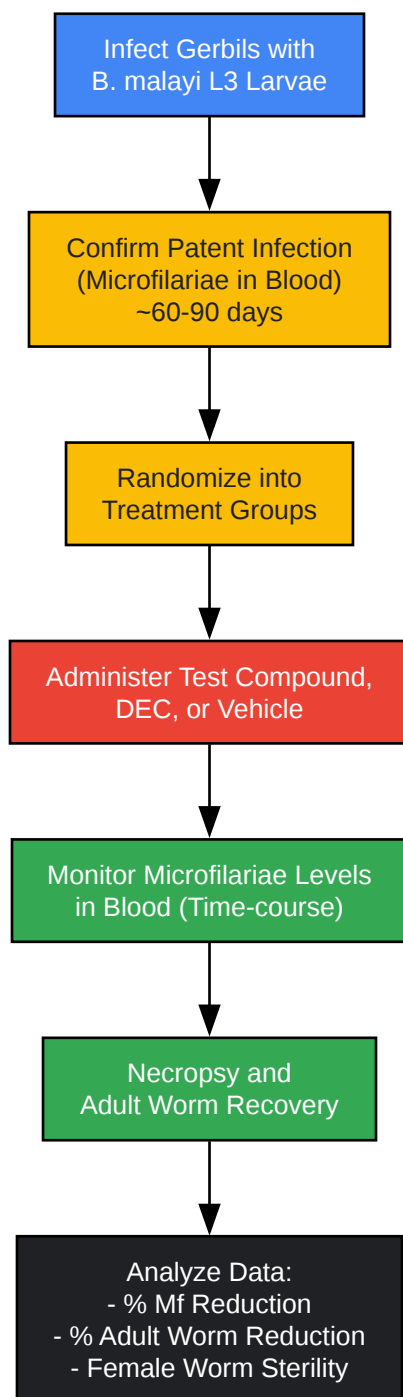 Infect Gerbils with
B. malayi L3 Larvae
Confirm Patent Infection
(Microfilariae in Blood)
~60-90 days
Randomize into
Treatment Groups
Administer Test Compound,
DEC, or Vehicle
Monitor Microfilariae Levels
in Blood (Time-course)
Necropsy and
Adult Worm Recovery
Analyze Data:
- % Mf Reduction
- % Adult Worm Reduction
- Female Worm Sterility